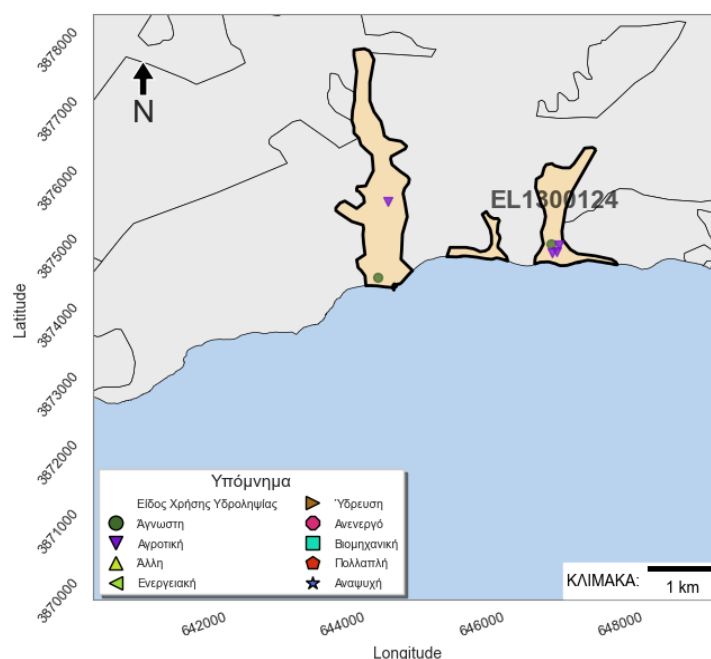 3878000
3877000
3876000
3875000
3874000
3873000
3872000
3871000
3870000
Latitude
N
EL1300124
Υπόμνημα
Είδος Χρήσης Υδροληψίας
Άγνωστη
Αγροτική
Άλλη
Ενεργειακή
Ύδρευση
Ανενεργό
Βιομηχανική
Πολλαπλή
Αναψυχή
ΚΛΙΜΑΚΑ:
1 km
642000
644000
646000
648000
Longitude